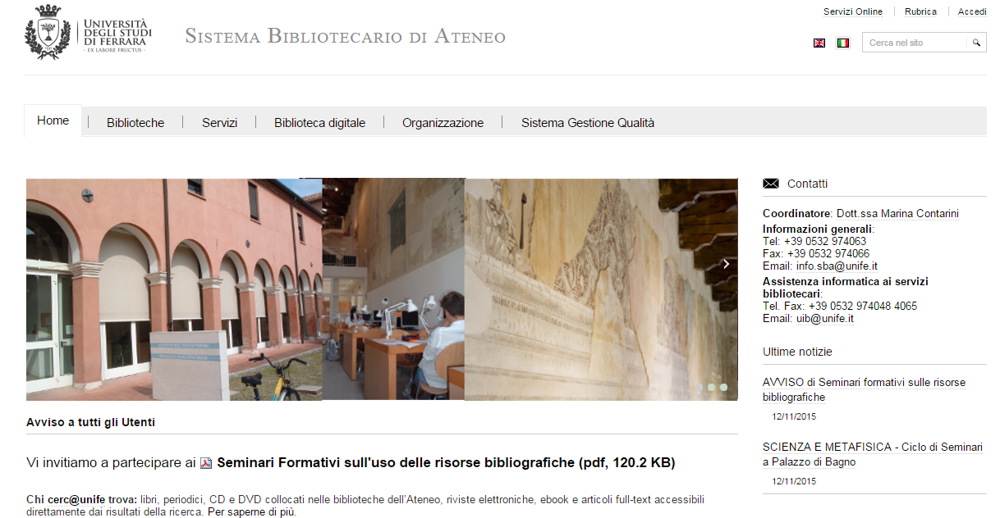 Servizi Online
Rubrica
Accedi
UNIVERSITÀ
DEGLI STUDI
DI FERRARA
- EX LABORE FRUCTUS -
SISTEMA BIBLIOTECARIO DI ATENEO
Cerca nel sito
Home
Biblioteche
Servizi
Biblioteca digitale
Organizzazione
Sistema Gestione Qualità
Avviso a tutti gli Utenti
Vi invitiamo a partecipare ai Seminari Formativi sull'uso delle risorse bibliografiche (pdf, 120.2 KB)
Chi cerc@unife trova: libri, periodici, CD e DVD collocati nelle biblioteche dell'Ateneo, riviste elettroniche, ebook e articoli full-text accessibili
direttamente dai risultati della ricerca. Per saperne di più.
Contatti
Coordinatore: Dott.ssa Marina Contarini
Informazioni generali:
Tel: +39 0532 974063
Fax: +39 0532 974066
Email: info.sba@unife.it
Assistenza informatica ai servizi
bibliotecari:
Tel. Fax: +39 0532 974048 4065
Email: uib@unife.it
Ultime notizie
AVVISO di Seminari formativi sulle risorse
bibliografiche
12/11/2015
SCIENZA E METAFISICA - Ciclo di Seminari
a Palazzo di Bagno
12/11/2015